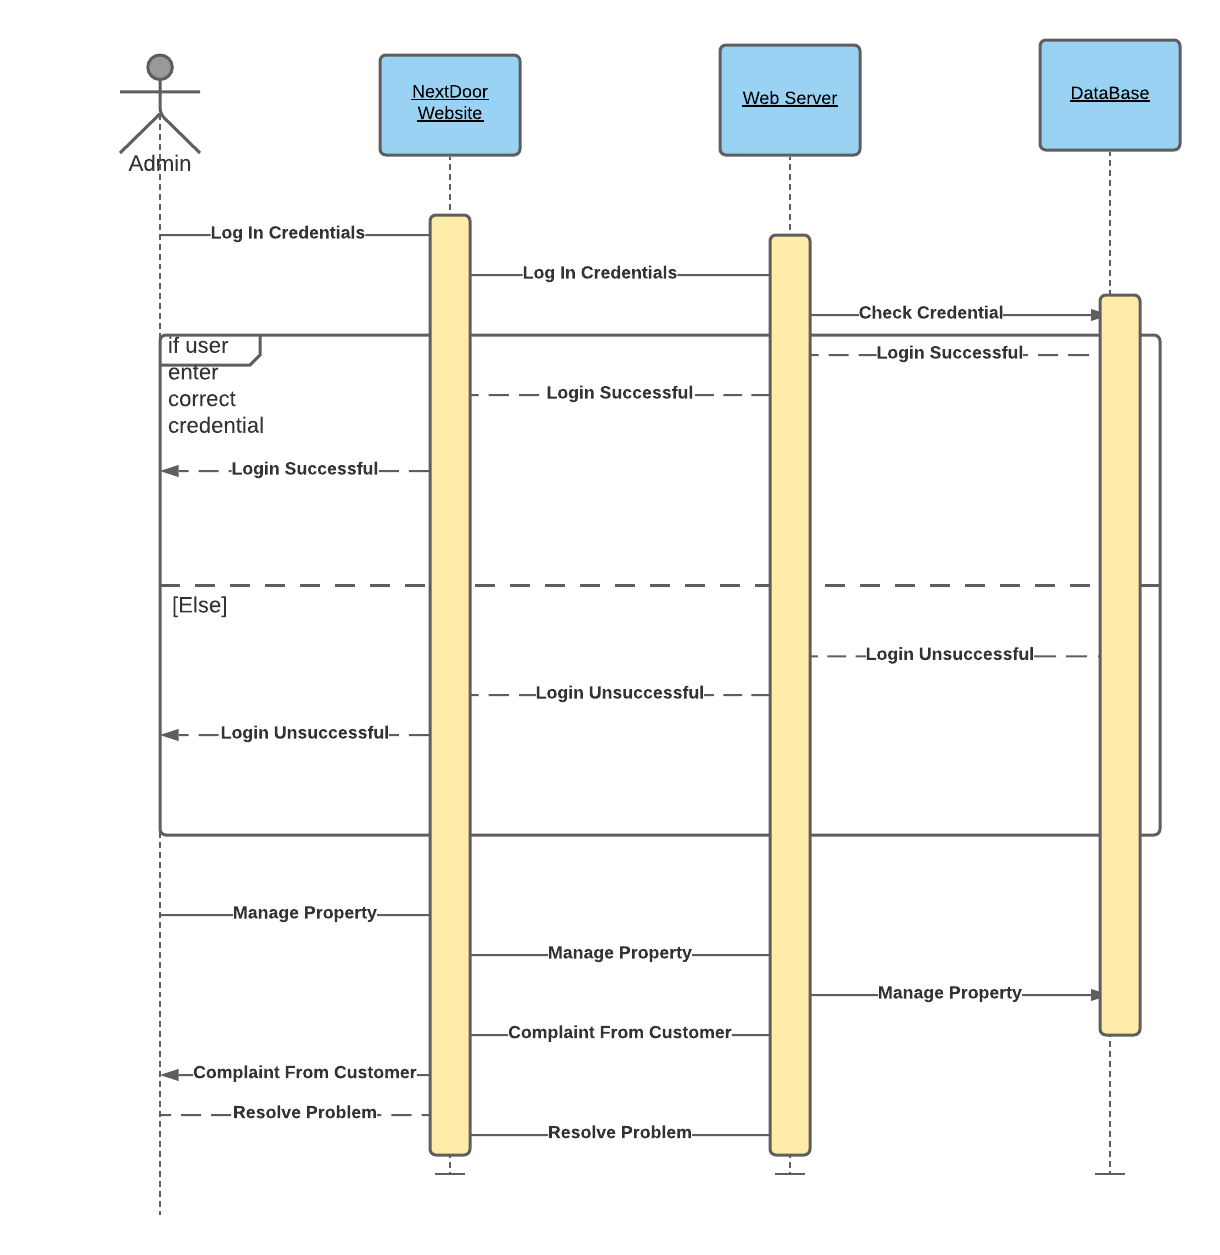 Admin
NextDoor
Website
Web Server
DataBase
Log In Credentials
Log In Credentials
Check Credential
if user
enter
correct
credential
Login Successful
Login Successful
Login Successful
[Else]
Login Unsuccessful
Login Unsuccessful
Login Unsuccessful
Manage Property
Manage Property
Manage Property
Complaint From Customer
Complaint From Customer
Resolve Problem
Resolve Problem